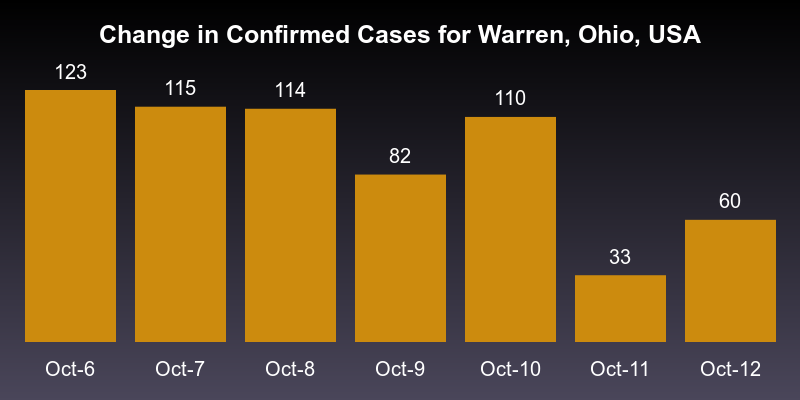 Change in Confirmed Cases for Warren, Ohio, USA
123
115
114
82
110
33
60
Oct-6
Oct-7
Oct-8
Oct-9
Oct-10
Oct-11
Oct-12